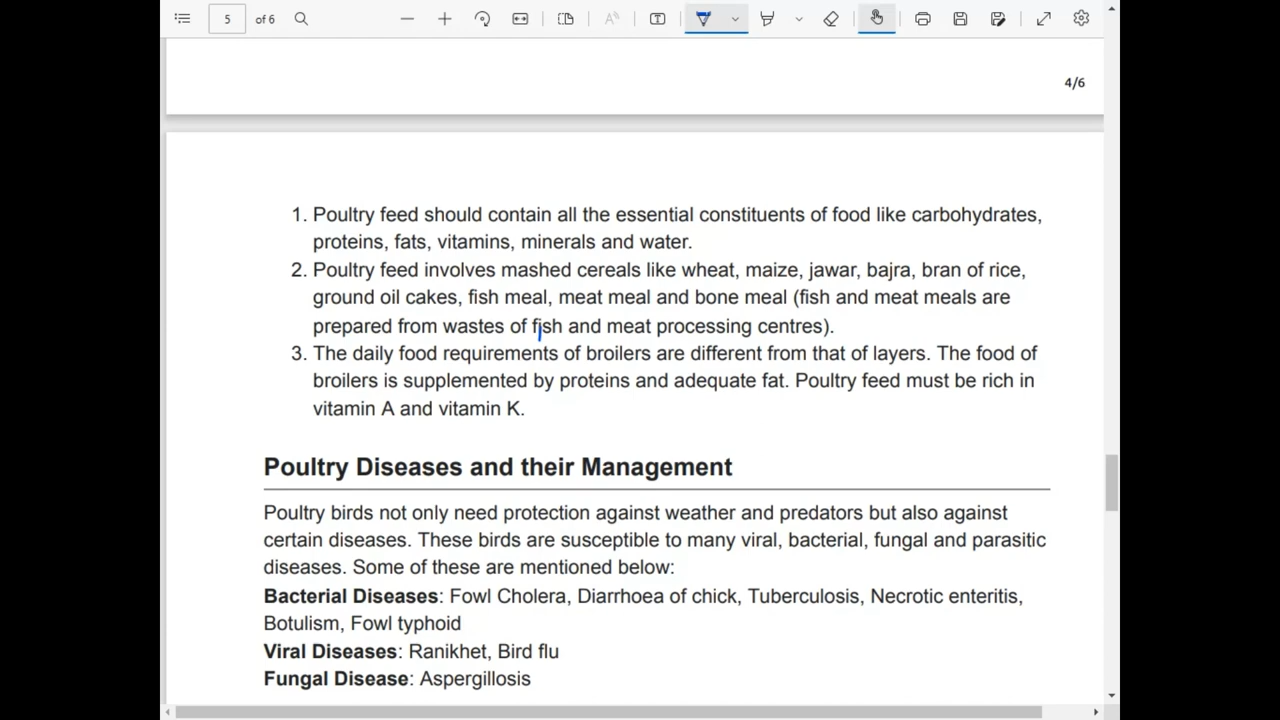 5 of 6
4/6
1. Poultry feed should contain all the essential constituents of food like carbohydrates,
proteins, fats, vitamins, minerals and water.
2. Poultry feed involves mashed cereals like wheat, maize, jawar, bajra, bran of rice,
ground oil cakes, fish meal, meat meal and bone meal (fish and meat meals are
prepared from wastes of fish and meat processing centres).
3. The daily food requirements of broilers are different from that of layers. The food of
broilers is supplemented by proteins and adequate fat. Poultry feed must be rich in
vitamin A and vitamin K.
Poultry Diseases and their Management
Poultry birds not only need protection against weather and predators but also against
certain diseases. These birds are susceptible to many viral, bacterial, fungal and parasitic
diseases. Some of these are mentioned below:
Bacterial Diseases: Fowl Cholera, Diarrhoea of chick, Tuberculosis, Necrotic enteritis,
Botulism, Fowl typhoid
Viral Diseases: Ranikhet, Bird flu
Fungal Disease: Aspergillosis